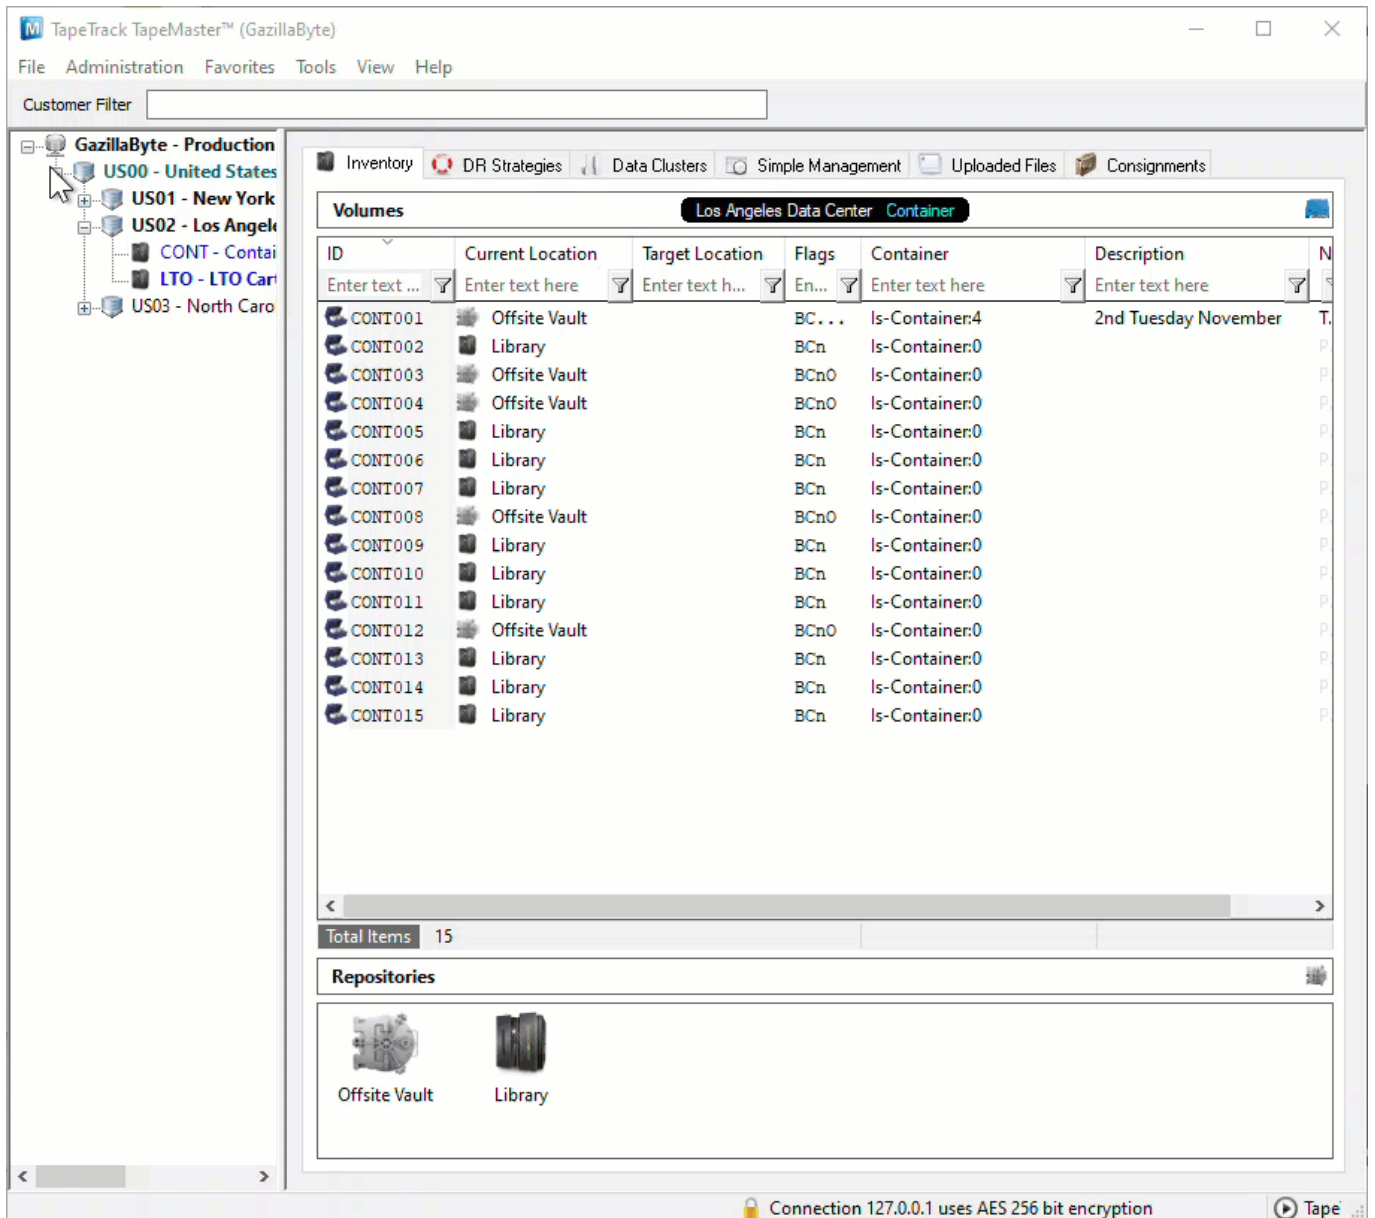 TapeTrack TapeMaster™ (GazillaByte)
File Administration Favorites Tools View Help
Customer Filter
GazillaByte - Production
US00 - United States
US01 - New York
US02 - Los Angele
CONT - Contai
LTO - LTO Car
US03 - North Caro
Inventory DR Strategies Data Clusters Simple Management Uploaded Files Consignments
Volumes Los Angeles Data Center Container
ID Current Location Target Location Flags Container Description N
Enter text ... Enter text here Enter text h... En... Enter text here Enter text here
CONT001 Offsite Vault BC... Is-Container:4 2nd Tuesday November T.
CONT002 Library BCn Is-Container:0 P.
CONT003 Offsite Vault BCnO Is-Container:0 P.
CONT004 Offsite Vault BCnO Is-Container:0 P.
CONT005 Library BCn Is-Container:0 P.
CONT006 Library BCn Is-Container:0 P.
CONT007 Library BCn Is-Container:0 P.
CONT008 Offsite Vault BCnO Is-Container:0 P.
CONT009 Library BCn Is-Container:0 P.
CONT010 Library BCn Is-Container:0 P.
CONT011 Library BCn Is-Container:0 P.
CONT012 Offsite Vault BCnO Is-Container:0 P.
CONT013 Library BCn Is-Container:0 P.
CONT014 Library BCn Is-Container:0 P.
CONT015 Library BCn Is-Container:0 P.
Total Items 15
Repositories
Offsite Vault Library
Connection 127.0.0.1 uses AES 256 bit encryption Tape